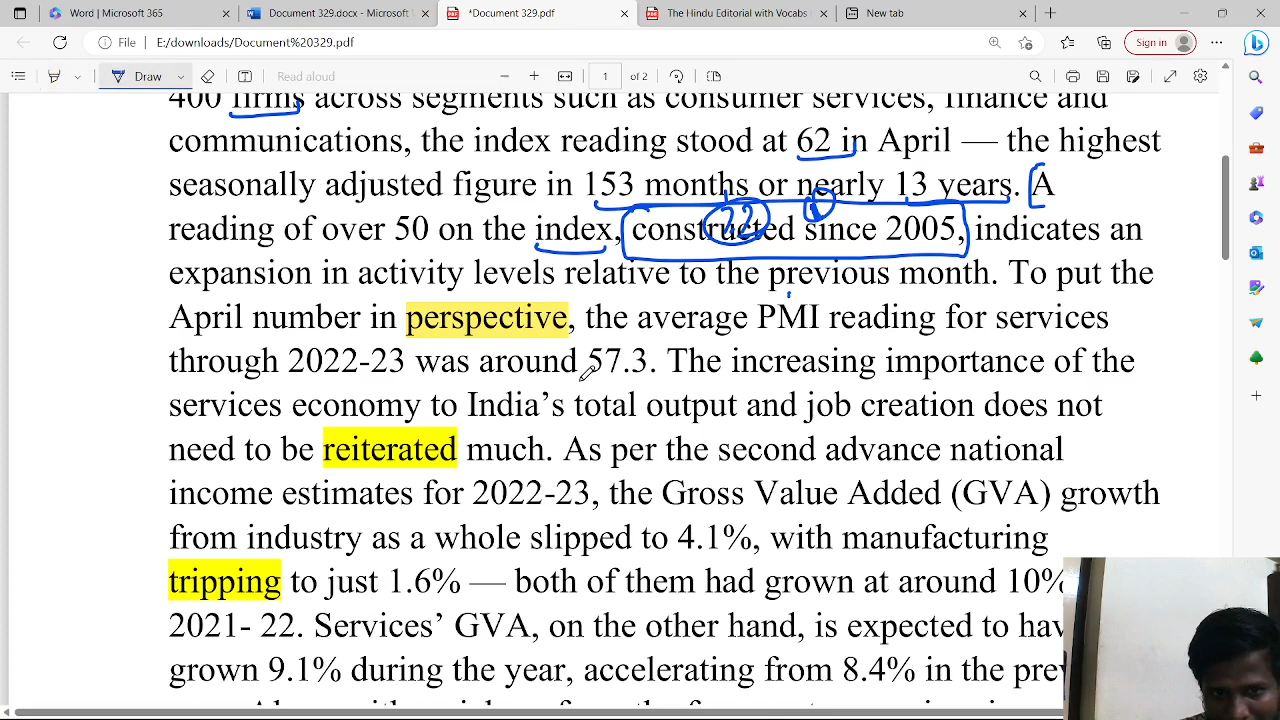 Word | Microsoft 365
Document 329.docx - Microsoft
*Document 329.pdf
The Hindu Editorial with Vocabs
New tab
File
E:/downloads/Document%20329.pdf
Sign in
Draw
Read aloud
1 of 2
400 firms across segments such as consumer services, finance and
communications, the index reading stood at 62 in April — the highest
seasonally adjusted figure in 153 months or nearly 13 years. A
reading of over 50 on the index, constructed since 2005, indicates an
expansion in activity levels relative to the previous month. To put the
April number in perspective, the average PMI reading for services
through 2022-23 was around 57.3. The increasing importance of the
services economy to India’s total output and job creation does not
need to be reiterated much. As per the second advance national
income estimates for 2022-23, the Gross Value Added (GVA) growth
from industry as a whole slipped to 4.1%, with manufacturing
tripping to just 1.6% — both of them had grown at around 10%
2021- 22. Services’ GVA, on the other hand, is expected to hav
grown 9.1% during the year, accelerating from 8.4% in the prev